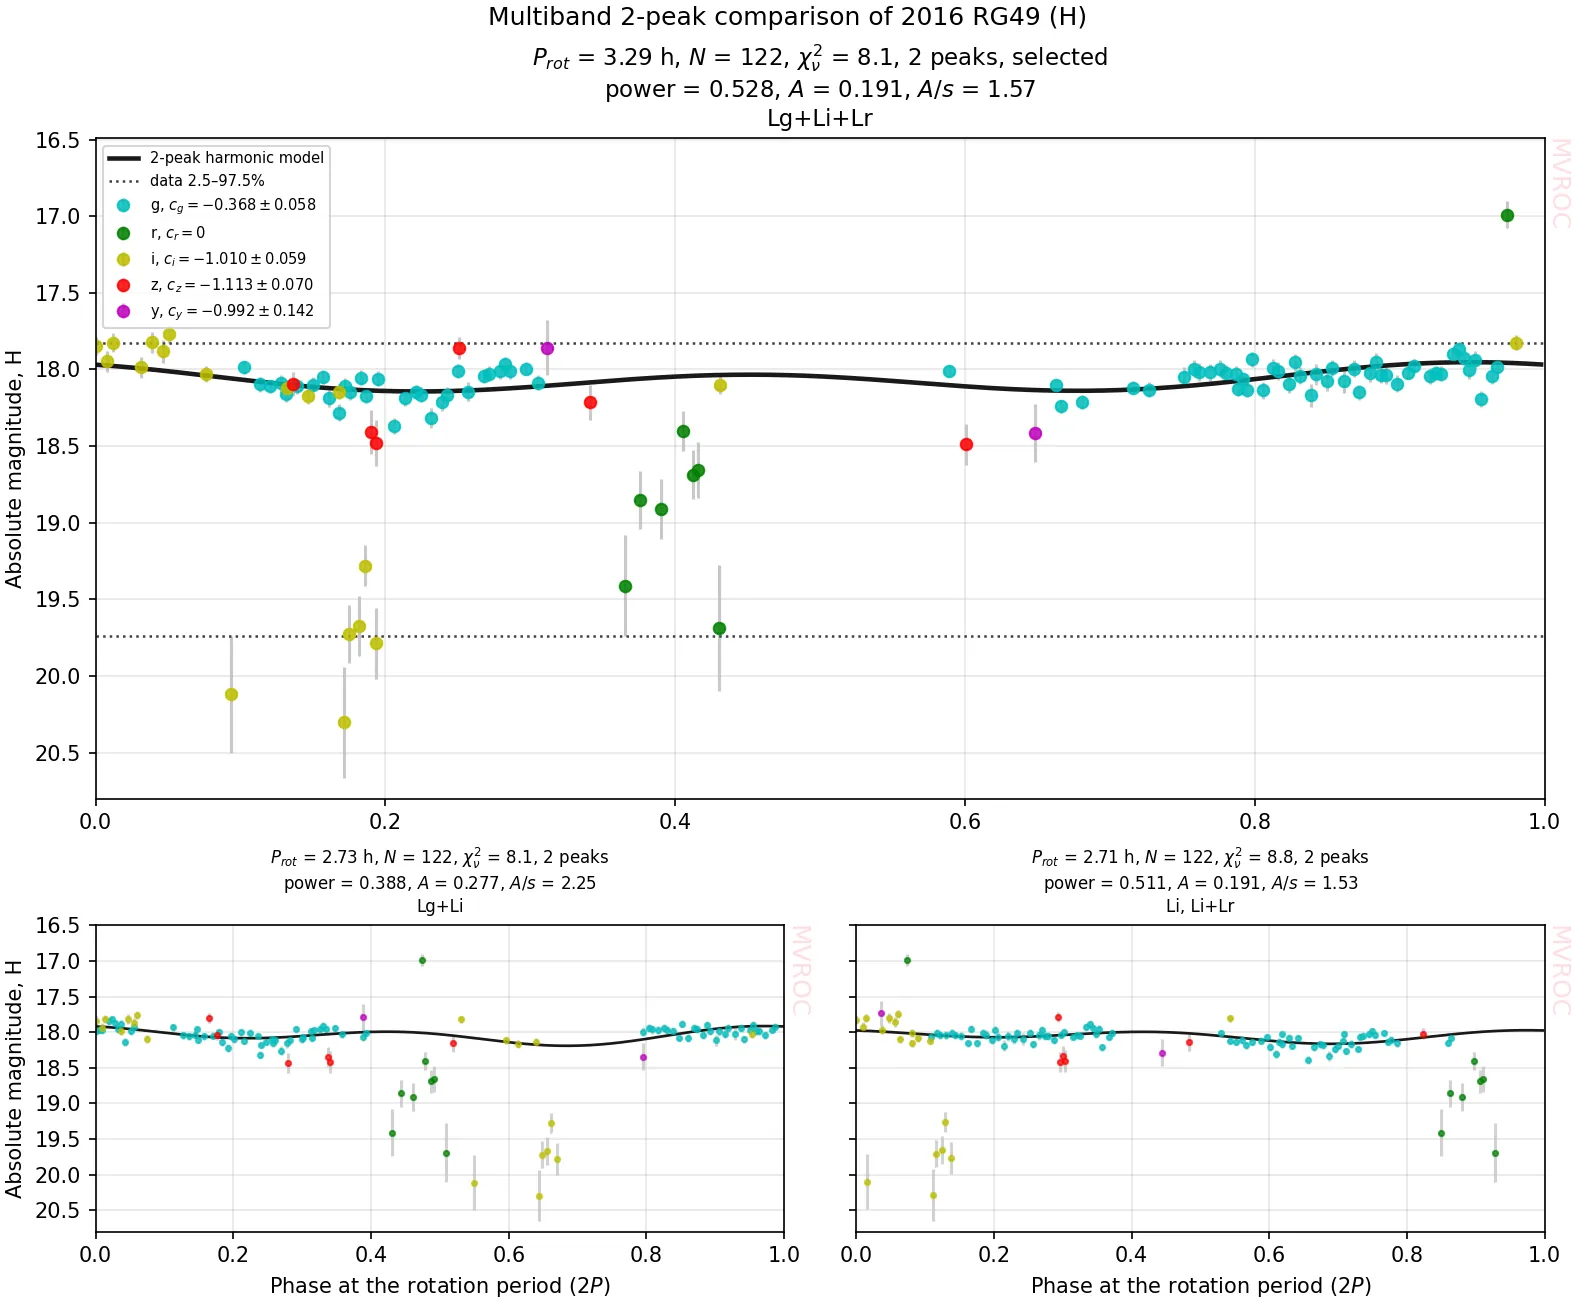 Multiband 2-peak comparison of 2016 RG49 (H)
P_rot = 3.29 h, N = 122, χ²_ν = 8.1, 2 peaks, selected
power = 0.528, A = 0.191, A/s = 1.57
Lg+Li+Lr
2-peak harmonic model
data 2.5–97.5%
g, c_g = −0.368 ± 0.058
r, c_r = 0
i, c_i = −1.010 ± 0.059
z, c_z = −1.113 ± 0.070
y, c_y = −0.992 ± 0.142
16.5
17.0
17.5
18.0
18.5
19.0
19.5
20.0
20.5
Absolute magnitude, H
0.0 0.2 0.4 0.6 0.8 1.0
MVROC
P_rot = 2.73 h, N = 122, χ²_ν = 8.1, 2 peaks
power = 0.388, A = 0.277, A/s = 2.25
Lg+Li
16.5
17.0
17.5
18.0
18.5
19.0
19.5
20.0
20.5
Absolute magnitude, H
0.0 0.2 0.4 0.6 0.8 1.0
Phase at the rotation period (2P)
MVROC
P_rot = 2.71 h, N = 122, χ²_ν = 8.8, 2 peaks
power = 0.511, A = 0.191, A/s = 1.53
Li, Li+Lr
0.0 0.2 0.4 0.6 0.8 1.0
Phase at the rotation period (2P)
MVROC